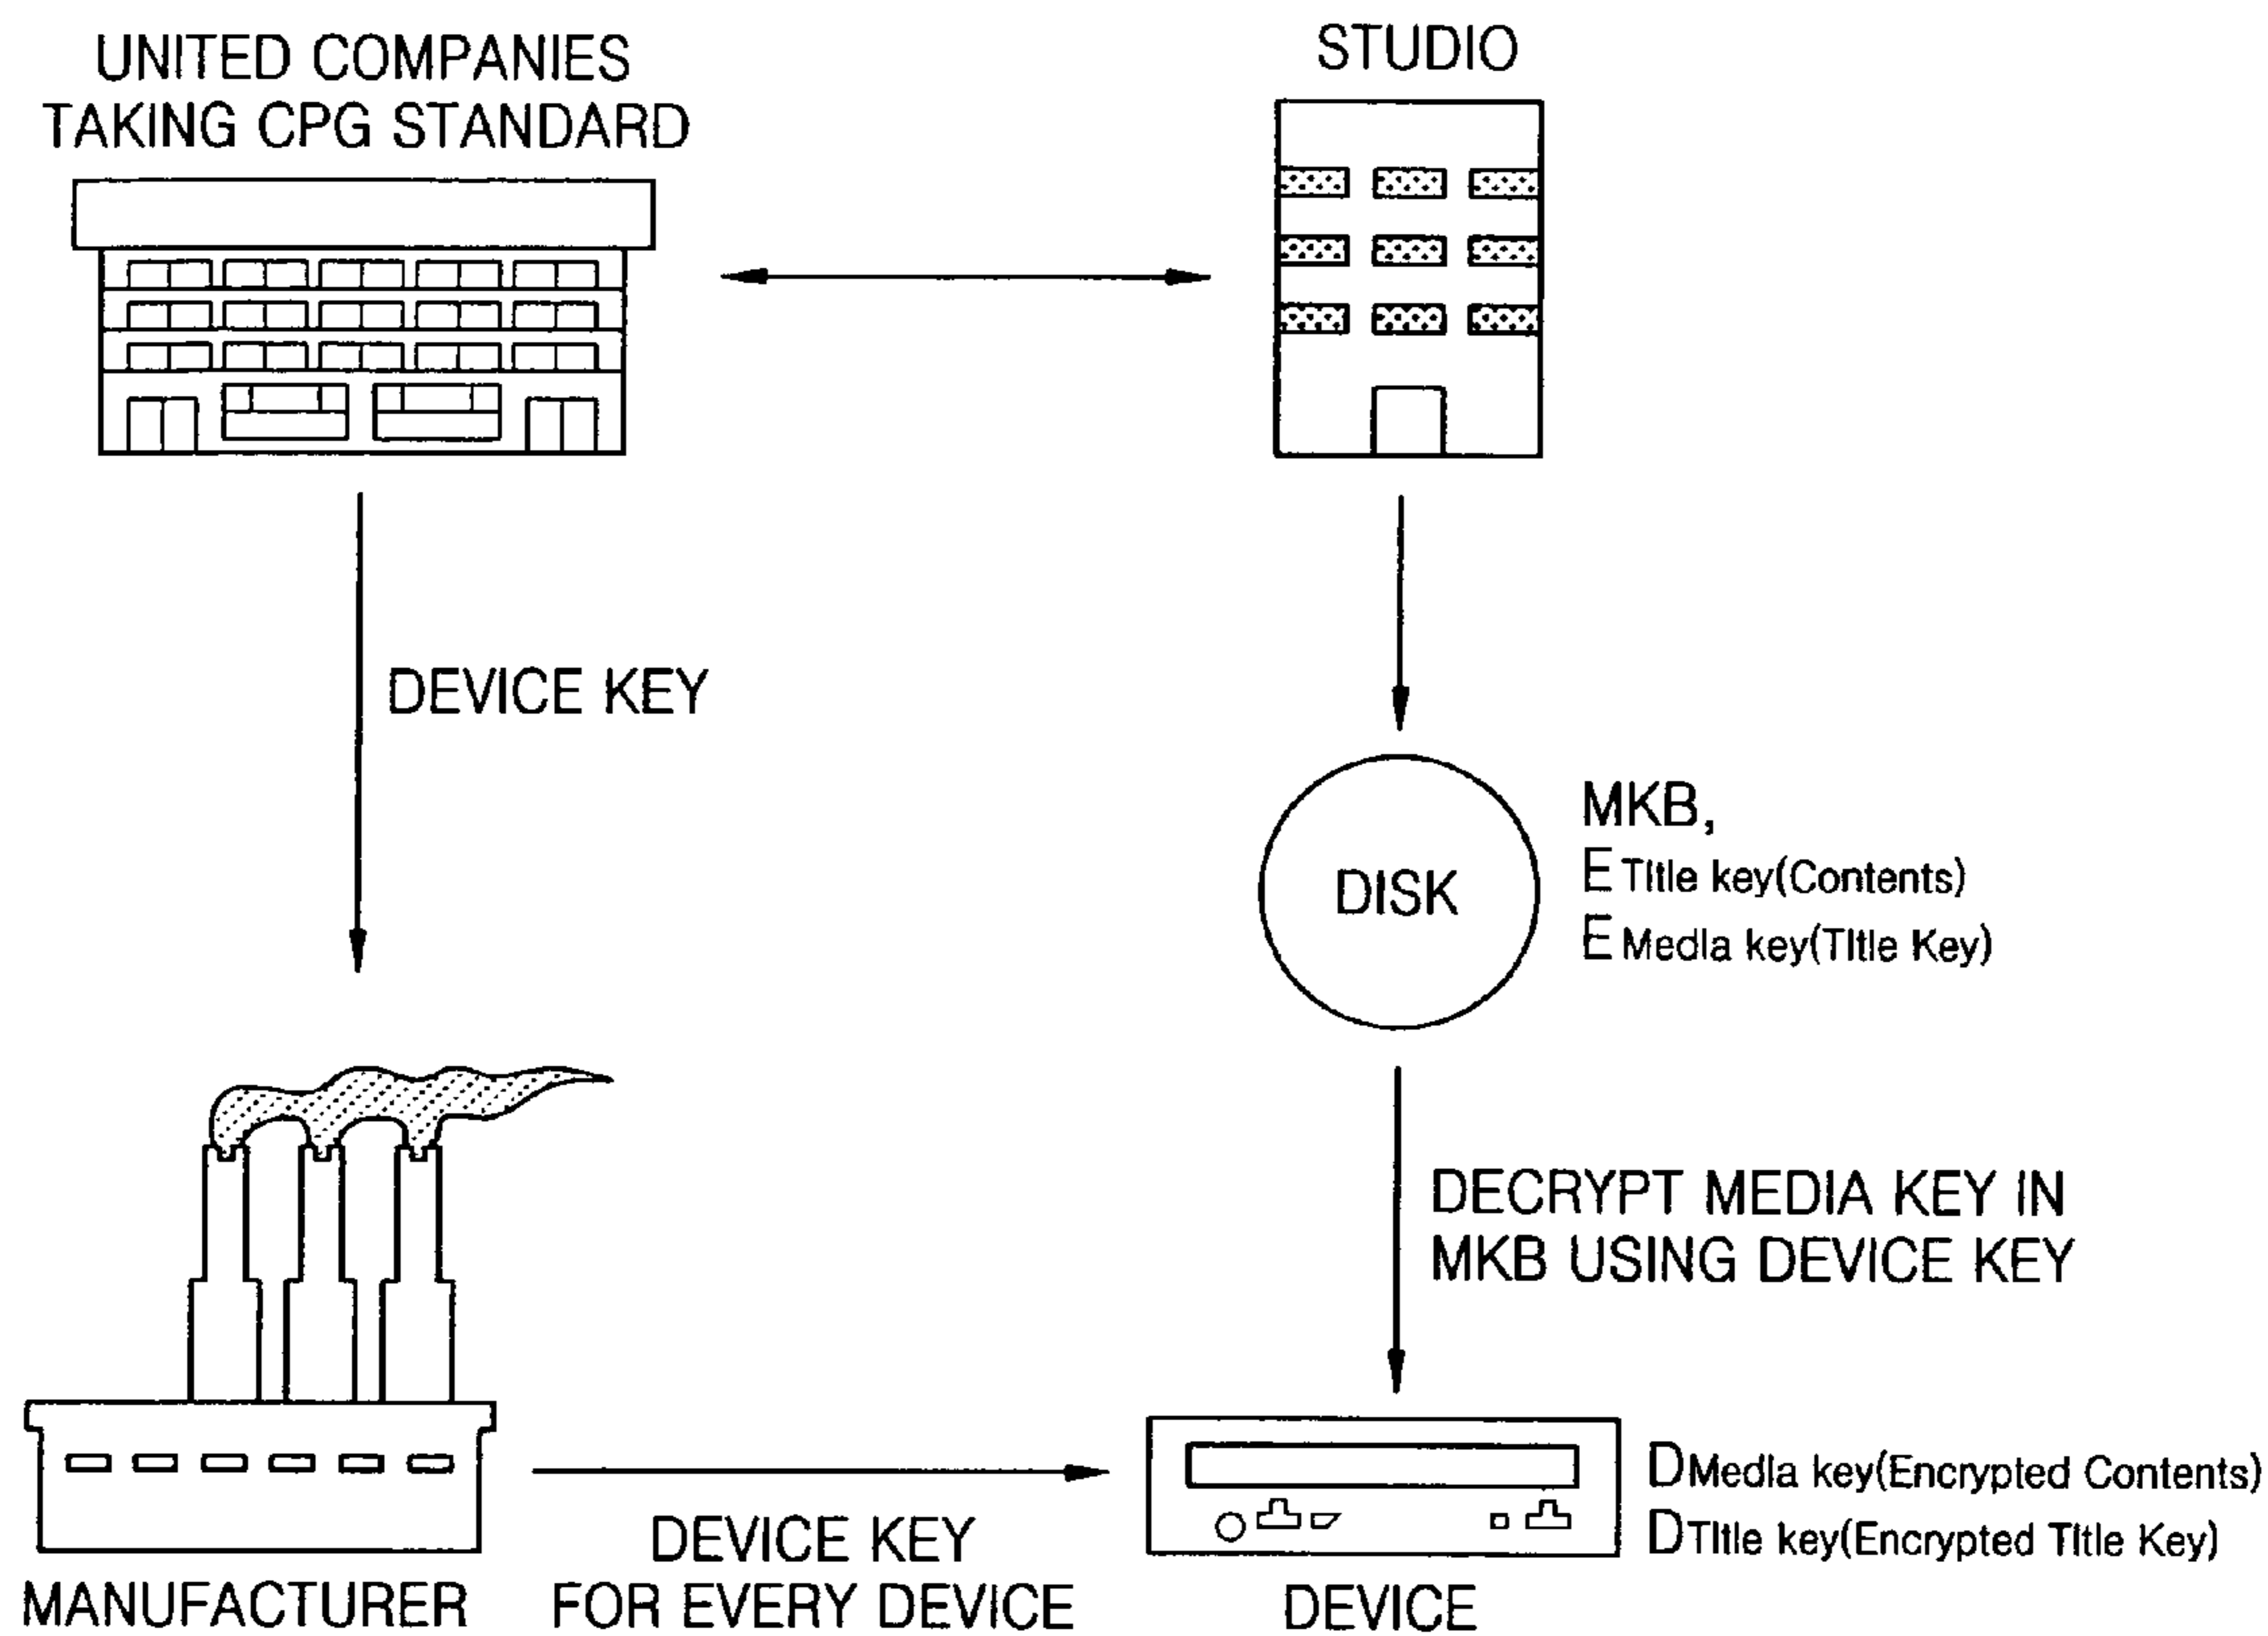 UNITED COMPANIES
TAKING CPG STANDARD
STUDIO
DEVICE KEY
DISK
MKB,
E Title key(Contents)
E Media key(Title Key)
DECRYPT MEDIA KEY IN
MKB USING DEVICE KEY
MANUFACTURER
DEVICE KEY
FOR EVERY DEVICE
DEVICE
D Media key(Encrypted Contents)
D Title key(Encrypted Title Key)